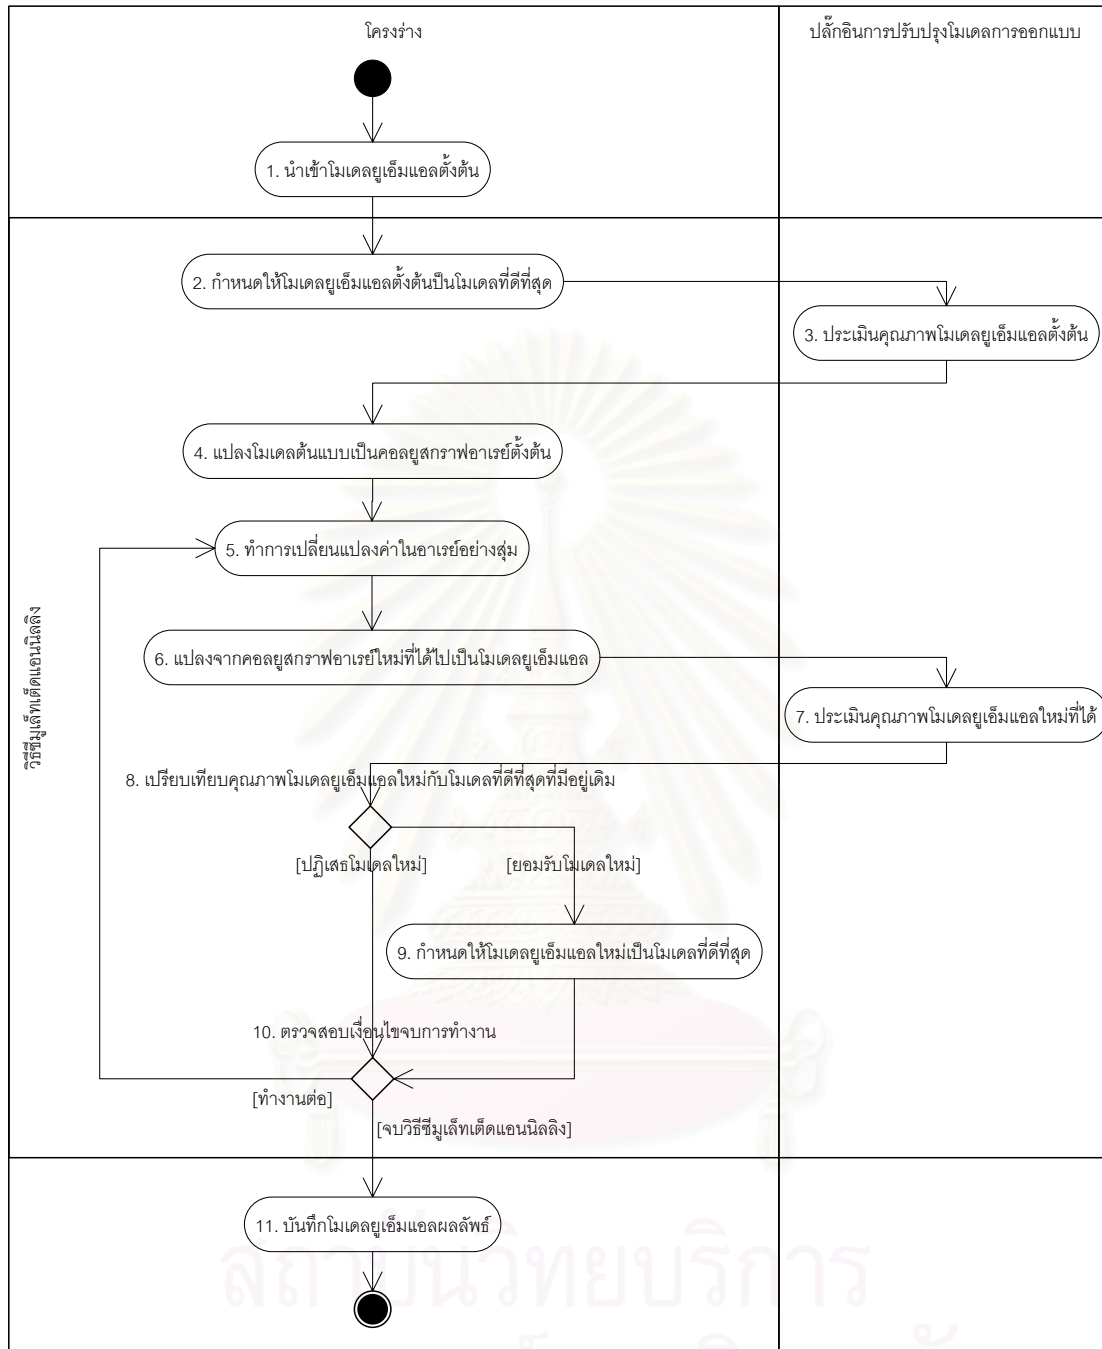 โครงร่าง
ปลั๊กอินการปรับปรุงโมเดลการออกแบบ
1. นำเข้าโมเดลยูเอ็มแอลตั้งต้น
2. กำหนดให้โมเดลยูเอ็มแอลตั้งต้นป็นโมเดลที่ดีที่สุด
3. ประเมินคุณภาพโมเดลยูเอ็มแอลตั้งต้น
4. แปลงโมเดลต้นแบบเป็นคอลยูสกราฟอาเรย์ตั้งต้น
5. ทำการเปลี่ยนแปลงค่าในอาเรย์อย่างสุ่ม
6. แปลงจากคอลยูสกราฟอาเรย์ใหม่ที่ได้ไปเป็นโมเดลยูเอ็มแอล
วิธีซีมูเล็ทเต็ดแอนนิลลิง
7. ประเมินคุณภาพโมเดลยูเอ็มแอลใหม่ที่ได้
8. เปรียบเทียบคุณภาพโมเดลยูเอ็มแอลใหม่กับโมเดลที่ดีที่สุดที่มีอยู่เดิม
[ปฏิเสธโมเดลใหม่]
[ยอมรับโมเดลใหม่]
9. กำหนดให้โมเดลยูเอ็มแอลใหม่เป็นโมเดลที่ดีที่สุด
10. ตรวจสอบเงื่อนไขจบการทำงาน
[ทำงานต่อ]
[จบวิธีซีมูเล็ทเต็ดแอนนิลลิง]
11. บันทึกโมเดลยูเอ็มแอลผลลัพธ์
สถาบันวิทยบริการ